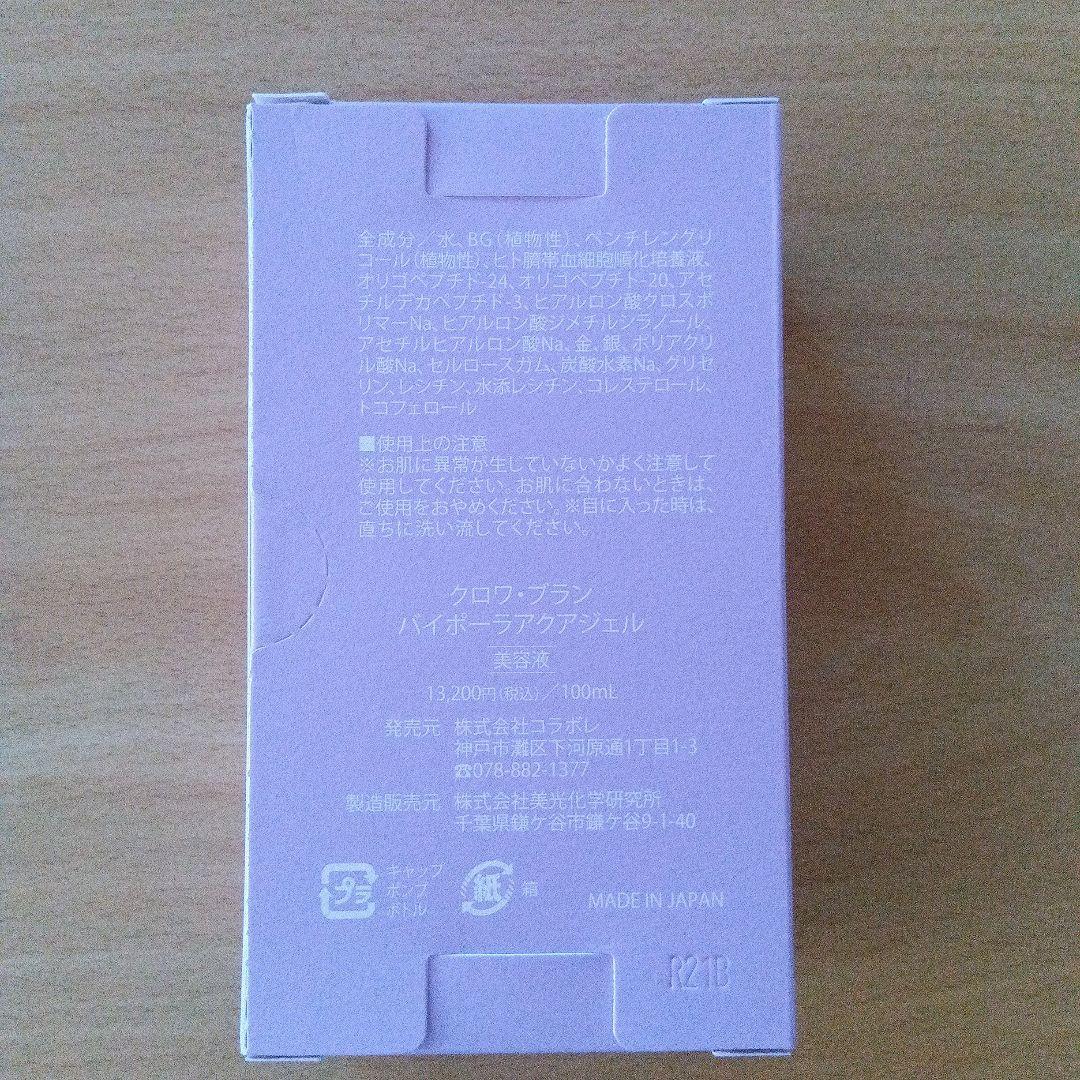 全成分／水、BG（植物性）、ペンチレングリ
コール（植物性）、ヒト臍帯血細胞順化培養液、
オリゴペプチド-24、オリゴペプチド-20、アセ
チルデカペプチド-3、ヒアルロン酸クロスポ
リマーNa、ヒアルロン酸ジメチルシラノール、
アセチルヒアルロン酸Na、金、銀、ポリアクリ
ル酸Na、セルロースガム、炭酸水素Na、グリセ
リン、レシチン、水添レシチン、コレステロール、
トコフェロール
■使用上の注意
※お肌に異常が生していないかよく注意して
使用してください。お肌に合わないときは、
ご使用をおやめください。※目に入った時は、
直ちに洗い流してください。
クロワ・ブラン
バイポーラアクアジェル
美容液
13,200円（税込）／100mL
発売元 株式会社コラボレ
神戸市灘区下河原通1丁目1-3
☎078-882-1377
製造販売元 株式会社美光化学研究所
千葉県鎌ケ谷市鎌ケ谷9-1-40
プラ キャップ
ポンプ
ボトル
紙 箱
MADE IN JAPAN
R21B